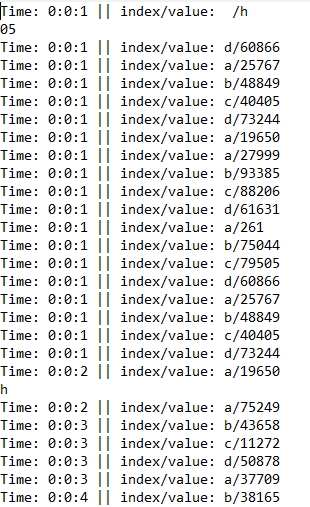 Time: 0:0:1 || index/value:  /h
05
Time: 0:0:1 || index/value: d/60866
Time: 0:0:1 || index/value: a/25767
Time: 0:0:1 || index/value: b/48849
Time: 0:0:1 || index/value: c/40405
Time: 0:0:1 || index/value: d/73244
Time: 0:0:1 || index/value: a/19650
Time: 0:0:1 || index/value: a/27999
Time: 0:0:1 || index/value: b/93385
Time: 0:0:1 || index/value: c/88206
Time: 0:0:1 || index/value: d/61631
Time: 0:0:1 || index/value: a/261
Time: 0:0:1 || index/value: b/75044
Time: 0:0:1 || index/value: c/79505
Time: 0:0:1 || index/value: d/60866
Time: 0:0:1 || index/value: a/25767
Time: 0:0:1 || index/value: b/48849
Time: 0:0:1 || index/value: c/40405
Time: 0:0:1 || index/value: d/73244
Time: 0:0:2 || index/value: a/19650
h
Time: 0:0:2 || index/value: a/75249
Time: 0:0:3 || index/value: b/43658
Time: 0:0:3 || index/value: c/11272
Time: 0:0:3 || index/value: d/50878
Time: 0:0:3 || index/value: a/37709
Time: 0:0:4 || index/value: b/38165